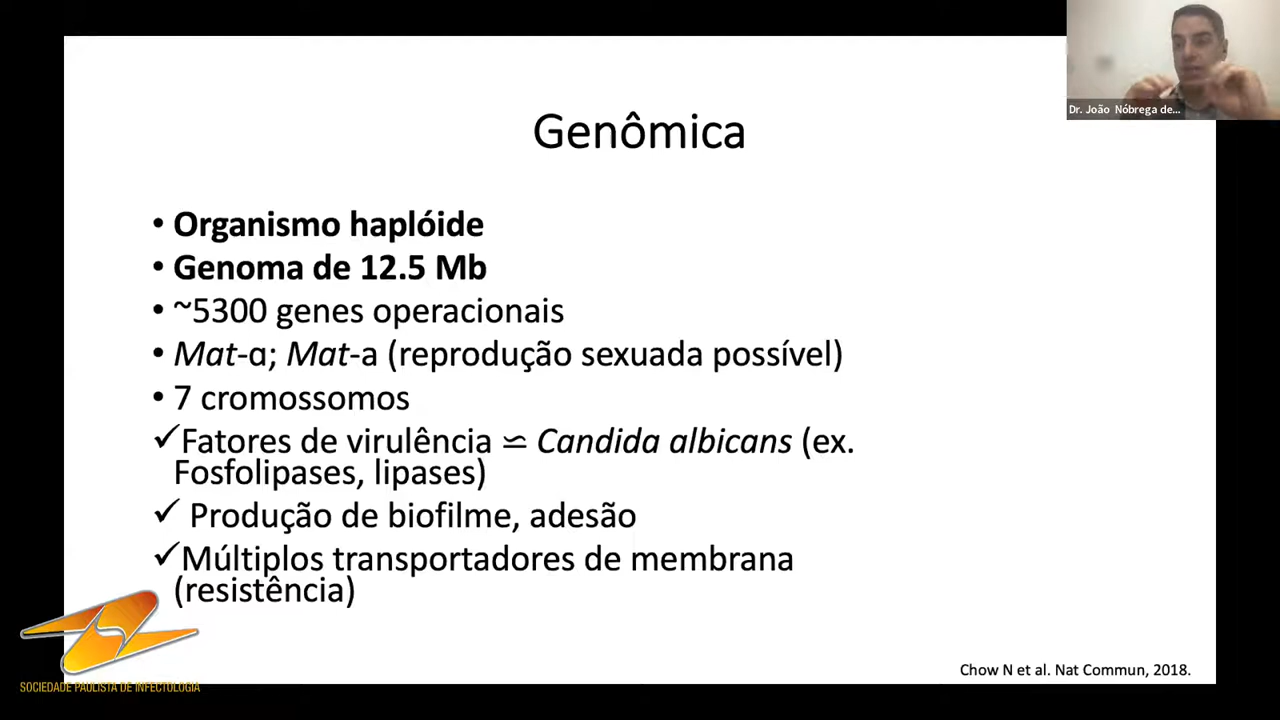 Dr. João Nóbrega de...
Genômica
• Organismo haplóide
• Genoma de 12.5 Mb
• ~5300 genes operacionais
• Mat-ɑ; Mat-a (reprodução sexuada possível)
• 7 cromossomos
✓Fatores de virulência ≌ Candida albicans (ex.
Fosfolipases, lipases)
✓ Produção de biofilme, adesão
✓Múltiplos transportadores de membrana
(resistência)
Chow N et al. Nat Commun, 2018.
SOCIEDADE PAULISTA DE INFECTOLOGIA